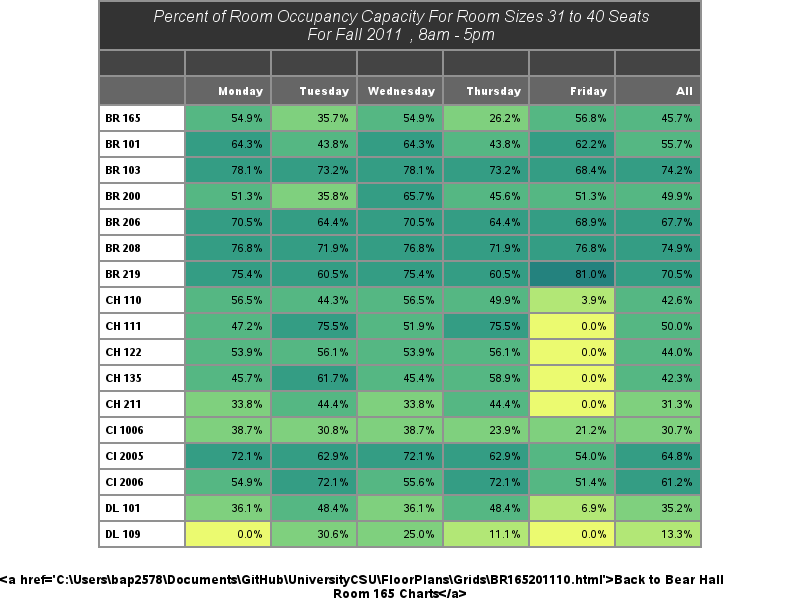 Percent of Room Occupancy Capacity For Room Sizes 31 to 40 Seats
For Fall 2011 , 8am - 5pm
Monday Tuesday Wednesday Thursday Friday All
BR 165 54.9% 35.7% 54.9% 26.2% 56.8% 45.7%
BR 101 64.3% 43.8% 64.3% 43.8% 62.2% 55.7%
BR 103 78.1% 73.2% 78.1% 73.2% 68.4% 74.2%
BR 200 51.3% 35.8% 65.7% 45.6% 51.3% 49.9%
BR 206 70.5% 64.4% 70.5% 64.4% 68.9% 67.7%
BR 208 76.8% 71.9% 76.8% 71.9% 76.8% 74.9%
BR 219 75.4% 60.5% 75.4% 60.5% 81.0% 70.5%
CH 110 56.5% 44.3% 56.5% 49.9% 3.9% 42.6%
CH 111 47.2% 75.5% 51.9% 75.5% 0.0% 50.0%
CH 122 53.9% 56.1% 53.9% 56.1% 0.0% 44.0%
CH 135 45.7% 61.7% 45.4% 58.9% 0.0% 42.3%
CH 211 33.8% 44.4% 33.8% 44.4% 0.0% 31.3%
CI 1006 38.7% 30.8% 38.7% 23.9% 21.2% 30.7%
CI 2005 72.1% 62.9% 72.1% 62.9% 54.0% 64.8%
CI 2006 54.9% 72.1% 55.6% 72.1% 51.4% 61.2%
DL 101 36.1% 48.4% 36.1% 48.4% 6.9% 35.2%
DL 109 0.0% 30.6% 25.0% 11.1% 0.0% 13.3%
<a href='C:\Users\bap2578\Documents\GitHub\UniversityCSU\FloorPlans\Grids\BR165201110.html'>Back to Bear Hall
Room 165 Charts</a>